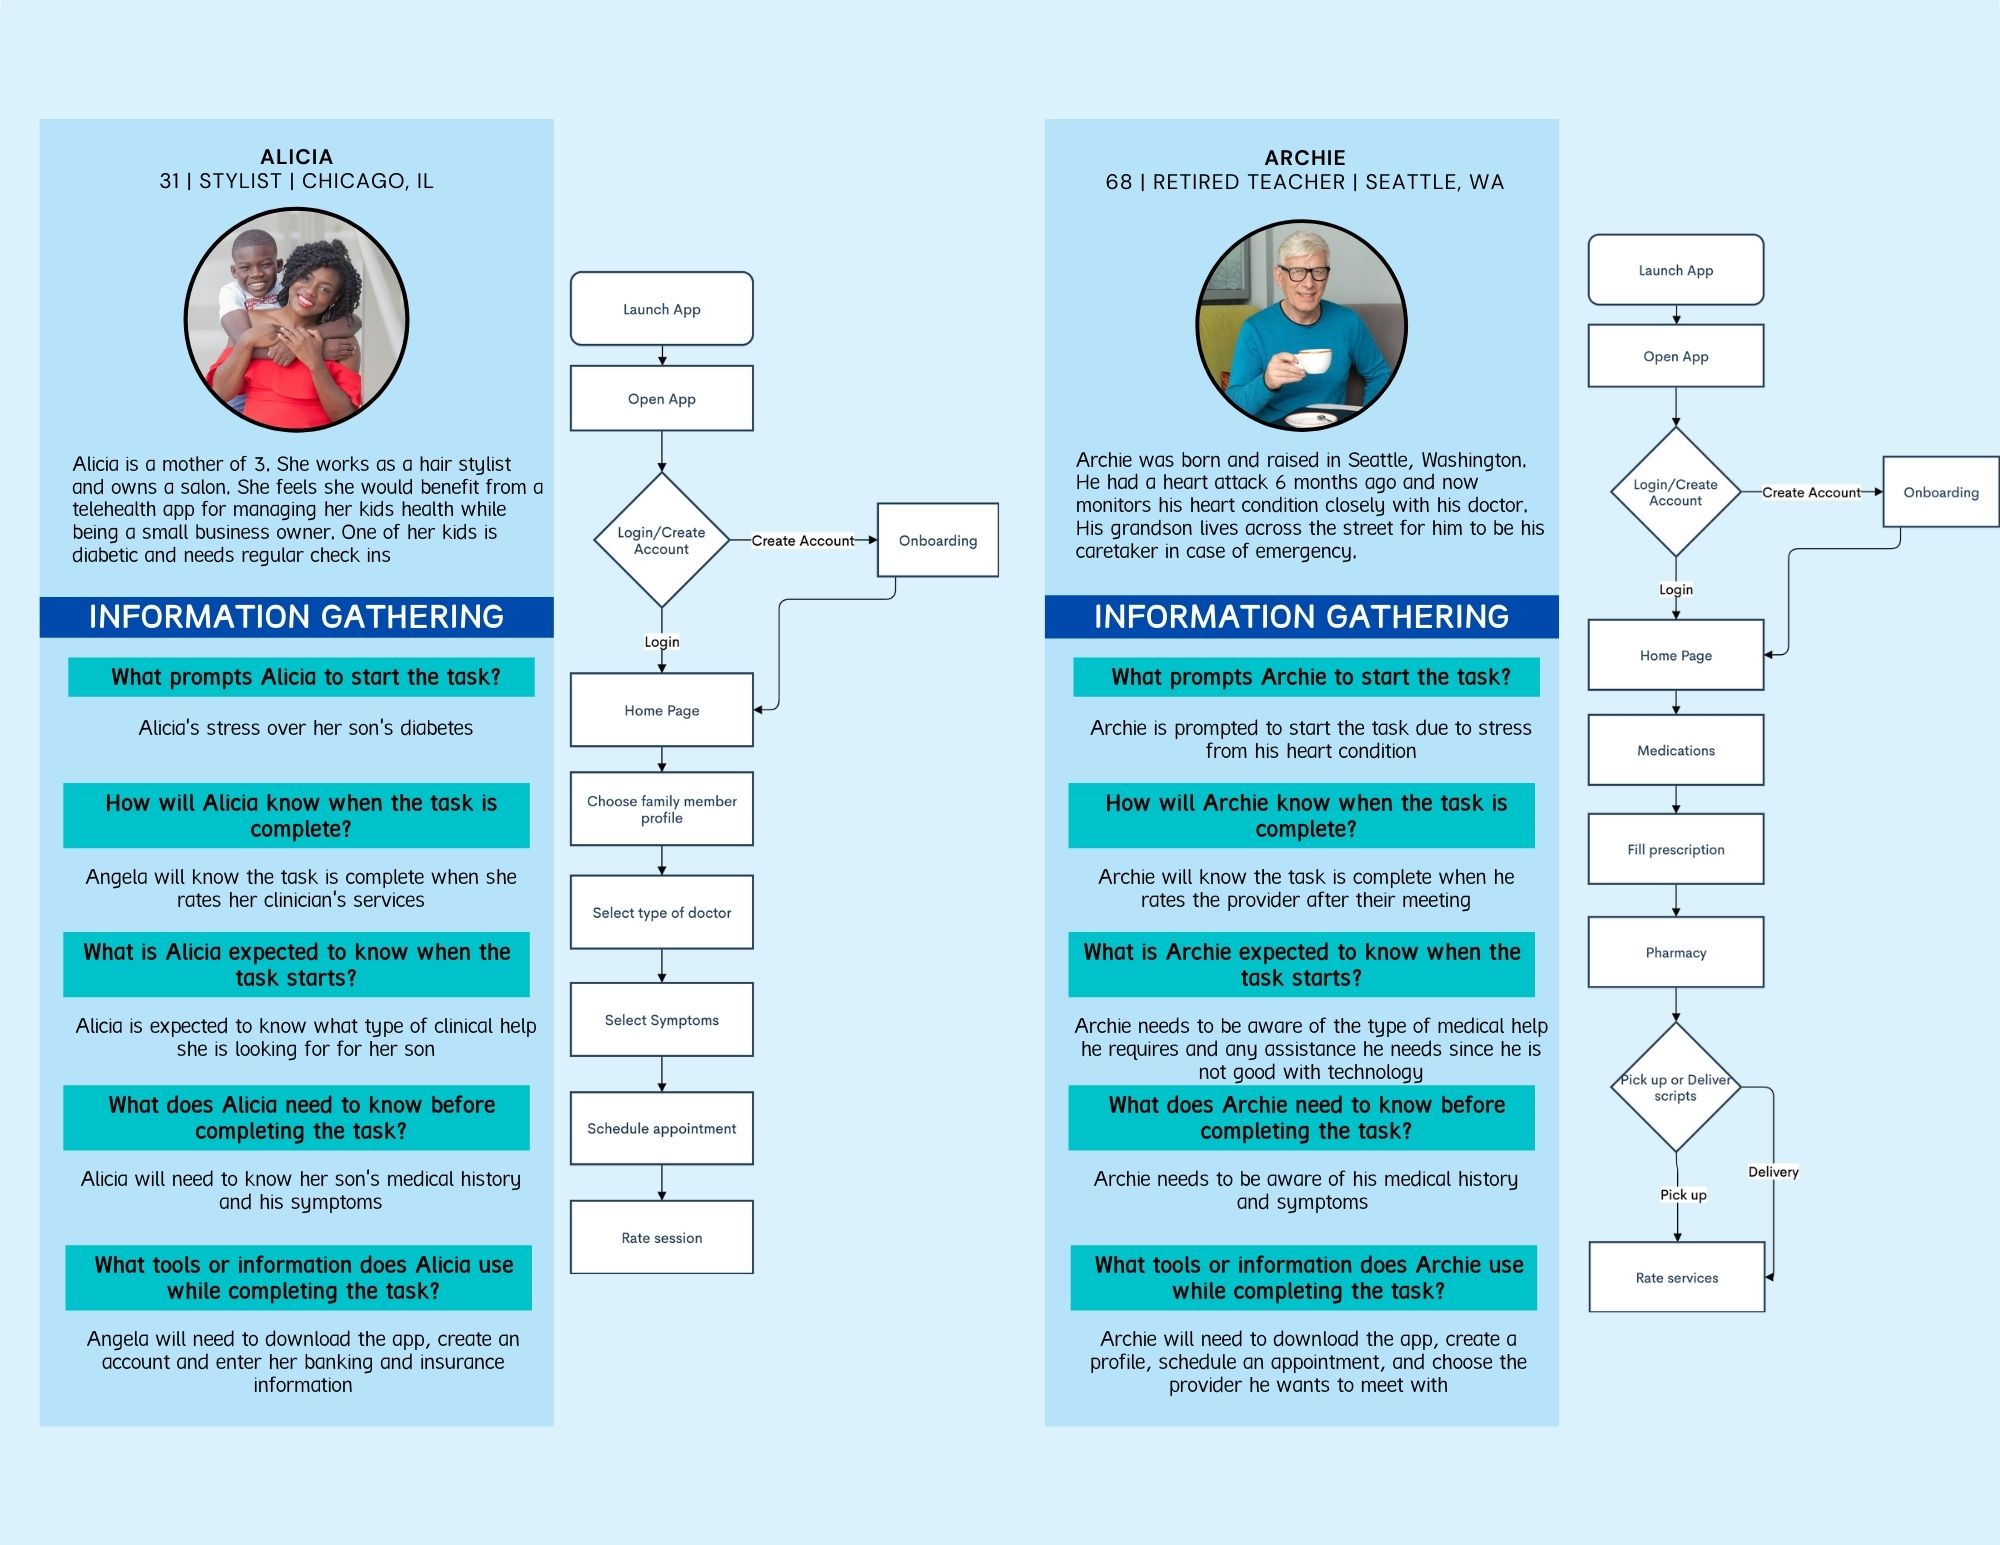 ALICIA
31 | STYLIST | CHICAGO, IL
Alicia is a mother of 3. She works as a hair stylist
and owns a salon. She feels she would benefit from a
telehealth app for managing her kids health while
being a small business owner. One of her kids is
diabetic and needs regular check ins
INFORMATION GATHERING
What prompts Alicia to start the task?
Alicia's stress over her son's diabetes
How will Alicia know when the task is
complete?
Angela will know the task is complete when she
rates her clinician's services
What is Alicia expected to know when the
task starts?
Alicia is expected to know what type of clinical help
she is looking for for her son
What does Alicia need to know before
completing the task?
Alicia will need to know her son's medical history
and his symptoms
What tools or information does Alicia use
while completing the task?
Angela will need to download the app, create an
account and enter her banking and insurance
information
Launch App
Open App
Login/Create
Account
Create Account
Onboarding
Login
Home Page
Choose family member
profile
Select type of doctor
Select Symptoms
Schedule appointment
Rate session
ARCHIE
68 | RETIRED TEACHER | SEATTLE, WA
Archie was born and raised in Seattle, Washington.
He had a heart attack 6 months ago and now
monitors his heart condition closely with his doctor.
His grandson lives across the street for him to be his
caretaker in case of emergency.
INFORMATION GATHERING
What prompts Archie to start the task?
Archie is prompted to start the task due to stress
from his heart condition
How will Archie know when the task is
complete?
Archie will know the task is complete when he
rates the provider after their meeting
What is Archie expected to know when the
task starts?
Archie needs to be aware of the type of medical help
he requires and any assistance he needs since he is
not good with technology
What does Archie need to know before
completing the task?
Archie needs to be aware of his medical history
and symptoms
What tools or information does Archie use
while completing the task?
Archie will need to download the app, create a
profile, schedule an appointment, and choose the
provider he wants to meet with
Launch App
Open App
Login/Create
Account
Create Account
Onboarding
Login
Home Page
Medications
Fill prescription
Pharmacy
Pick up or Deliver
scripts
Delivery
Pick up
Rate services